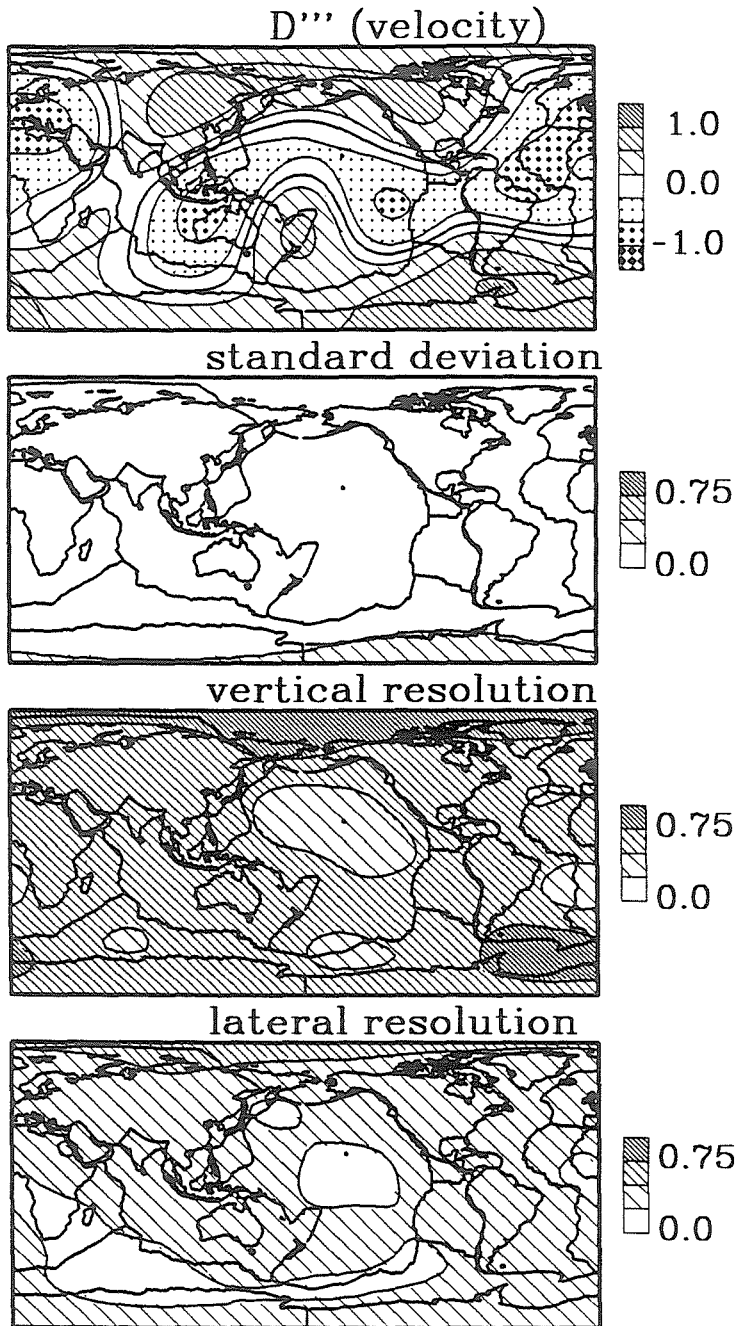 D''' (velocity)
1.0
0.0
-1.0
standard deviation
0.75
0.0
vertical resolution
0.75
0.0
lateral resolution
0.75
0.0